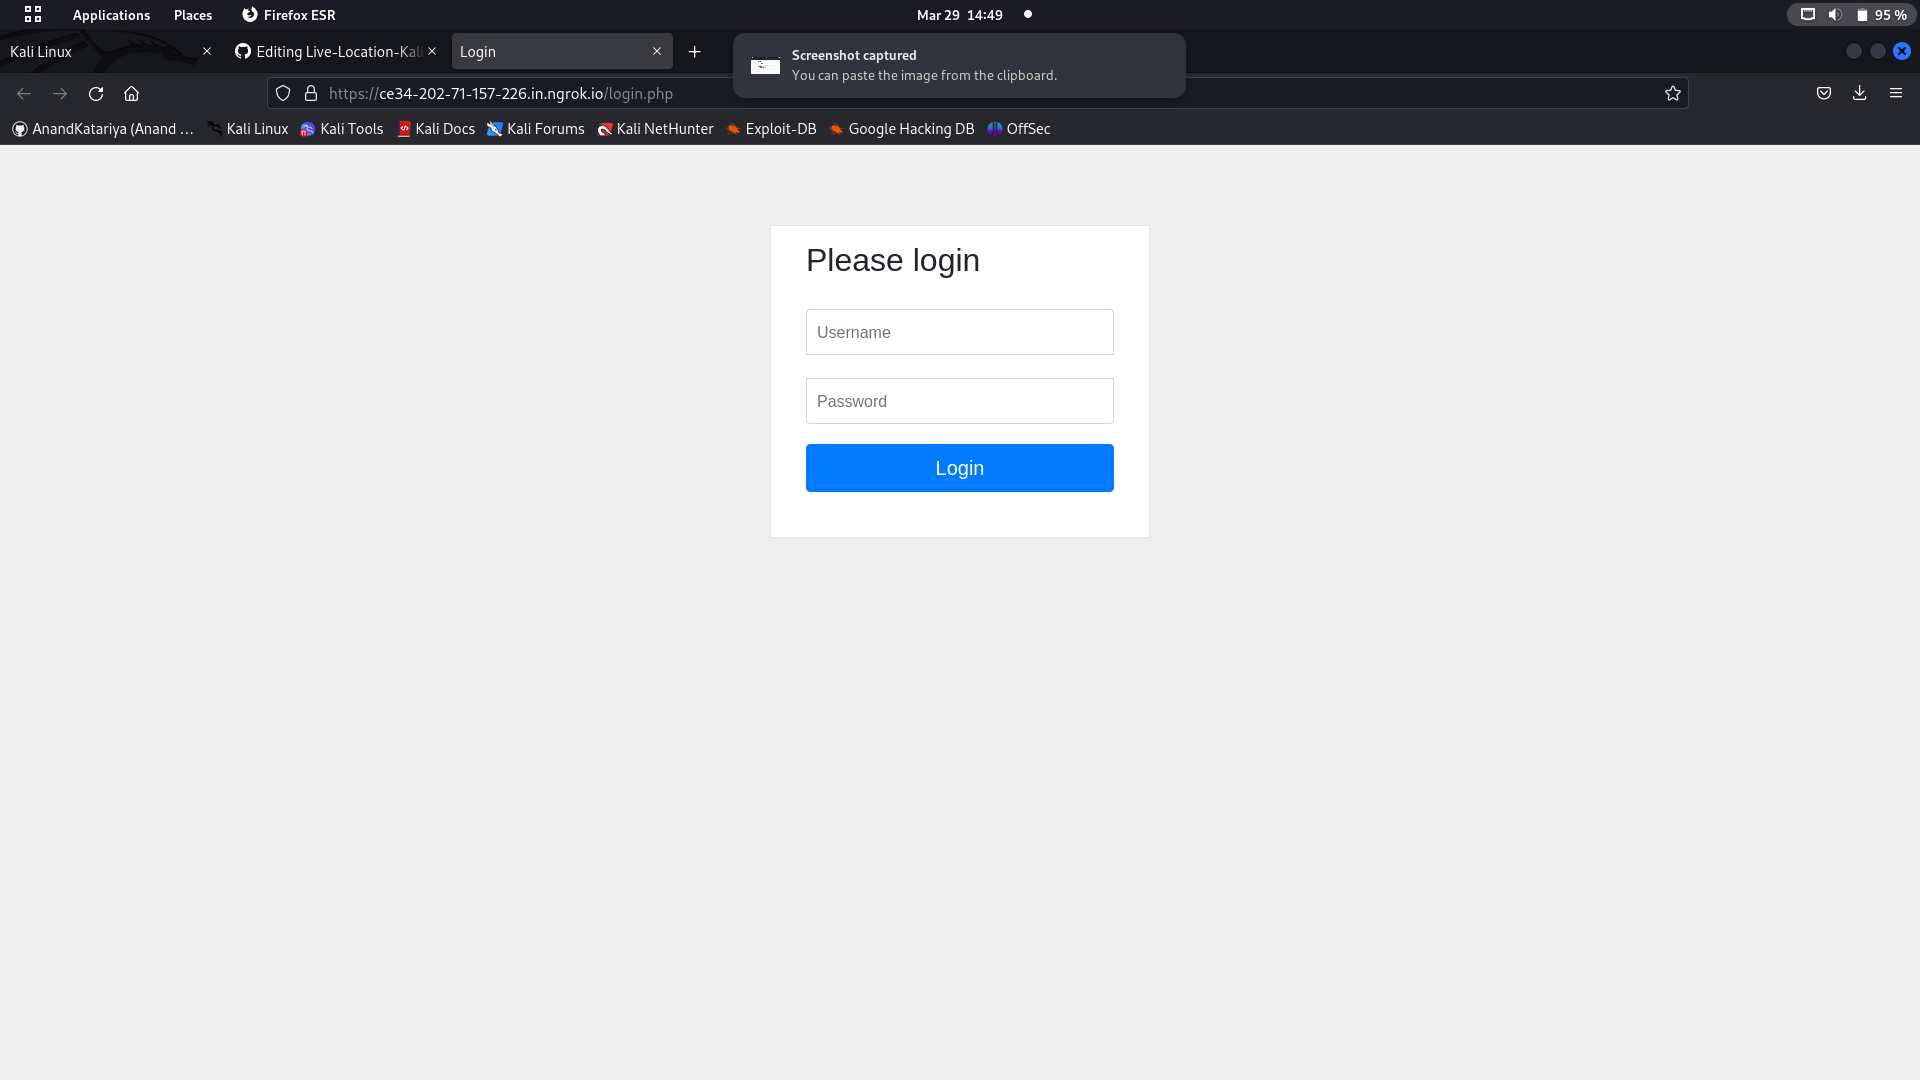 Applications Places Firefox ESR Mar 29 14:49 95 %
Kali Linux Editing Live-Location-Kali Login
Screenshot captured
You can paste the image from the clipboard.
https://ce34-202-71-157-226.in.ngrok.io/login.php
AnandKatariya (Anand … Kali Linux Kali Tools Kali Docs Kali Forums Kali NetHunter Exploit-DB Google Hacking DB OffSec
Please login
Username
Password
Login